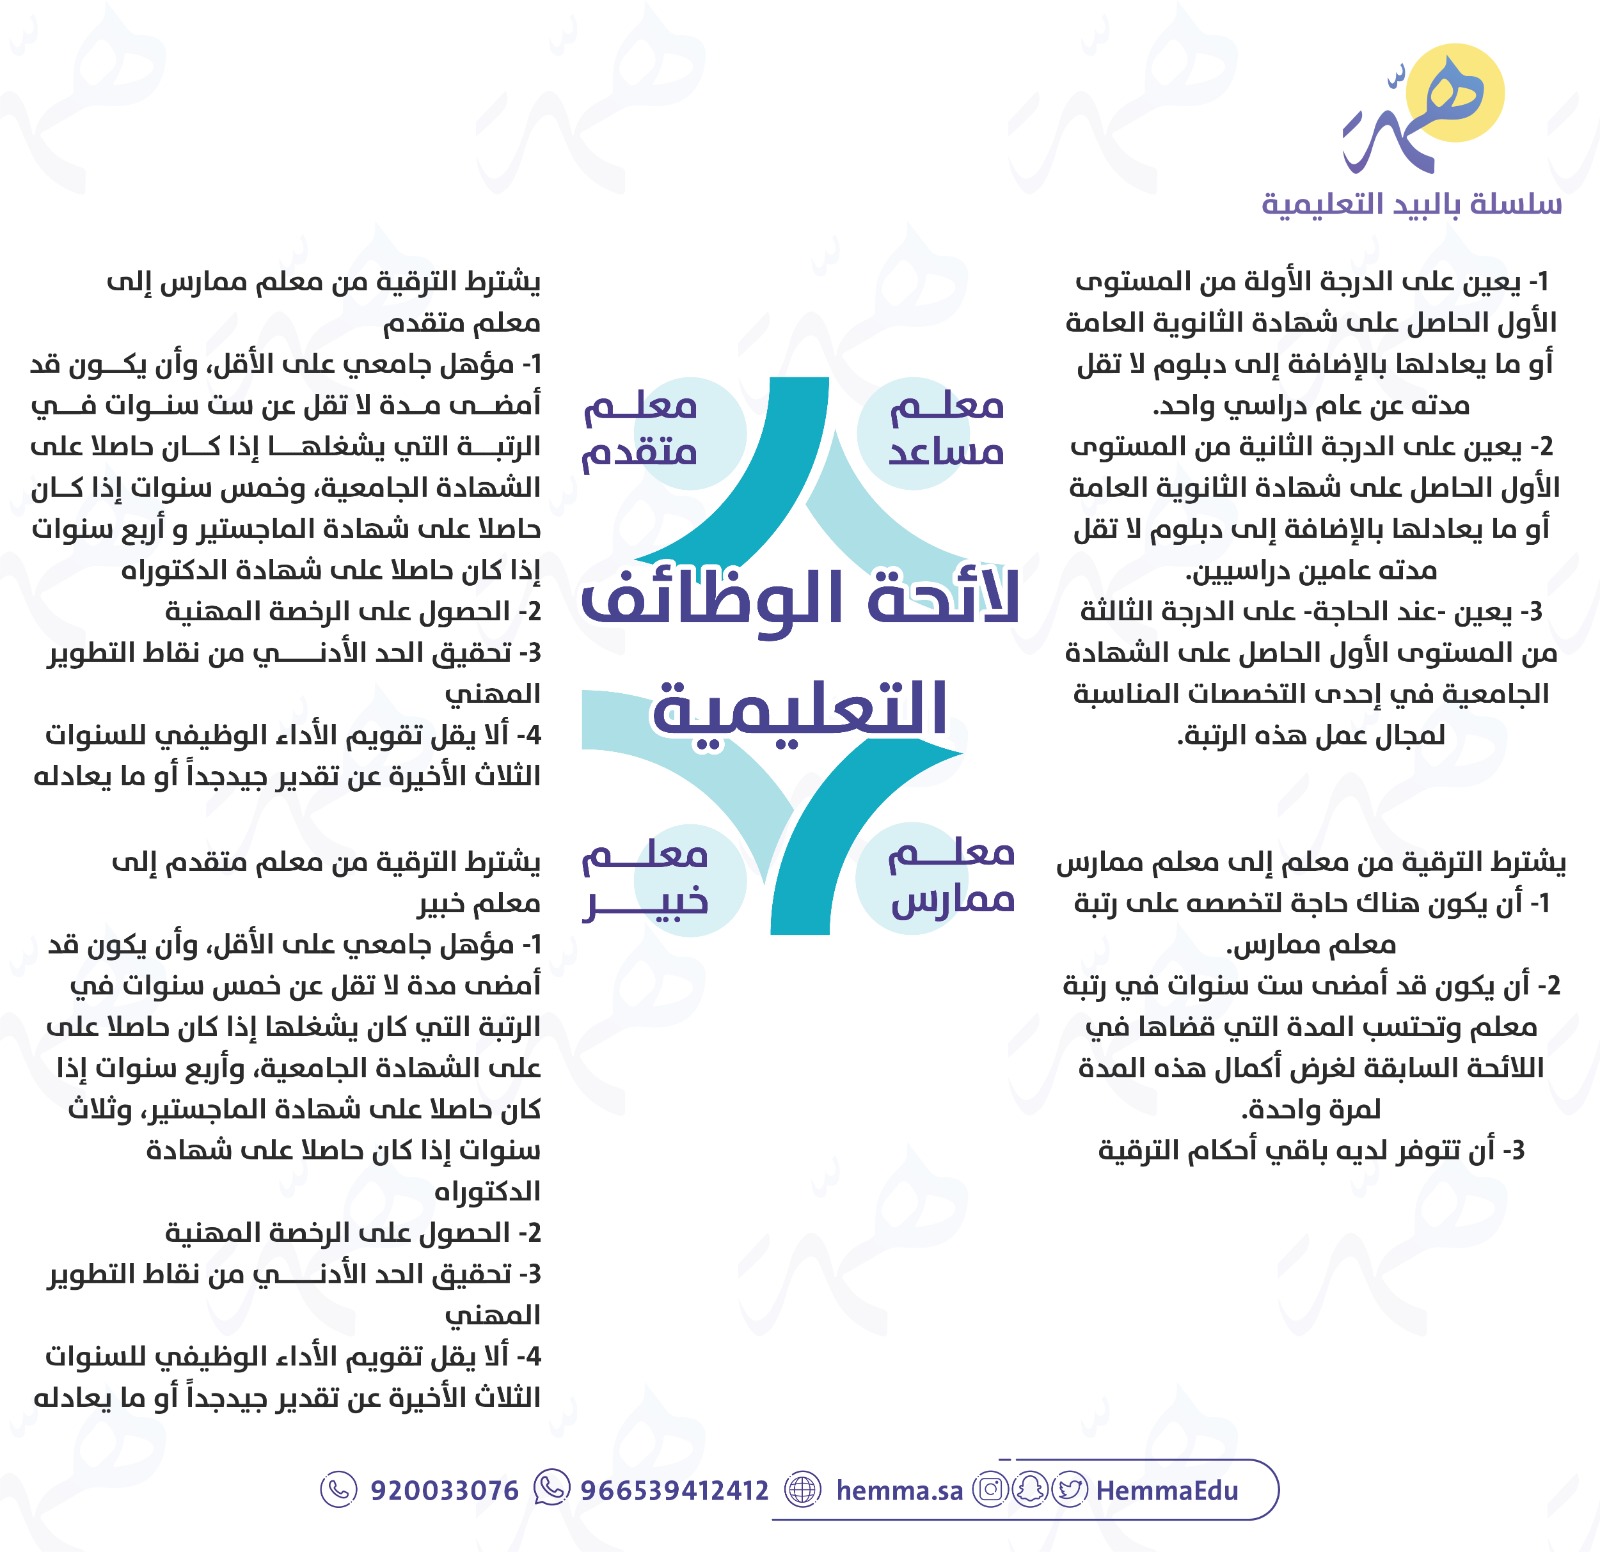 همّة
سلسلة بالبيد التعليمية
1- يعين على الدرجة الأولة من المستوى
الأول الحاصل على شهادة الثانوية العامة
أو ما يعادلها بالإضافة إلى دبلوم لا تقل
مدته عن عام دراسي واحد.
2- يعين على الدرجة الثانية من المستوى
الأول الحاصل على شهادة الثانوية العامة
أو ما يعادلها بالإضافة إلى دبلوم لا تقل
مدته عامين دراسيين.
3- يعين -عند الحاجة- على الدرجة الثالثة
من المستوى الأول الحاصل على الشهادة
الجامعية في إحدى التخصصات المناسبة
لمجال عمل هذه الرتبة.
يشترط الترقية من معلم إلى معلم ممارس
1- أن يكون هناك حاجة لتخصصه على رتبة
معلم ممارس.
2- أن يكون قد أمضى ست سنوات في رتبة
معلم وتحتسب المدة التي قضاها في
اللائحة السابقة لغرض أكمال هذه المدة
لمرة واحدة.
3- أن تتوفر لديه باقي أحكام الترقية
معلم
مساعد
معلم
متقدم
لائحة الوظائف
التعليمية
معلم
ممارس
معلم
خبير
يشترط الترقية من معلم ممارس إلى
معلم متقدم
1- مؤهل جامعي على الأقل، وأن يكون قد
أمضى مدة لا تقل عن ست سنوات في
الرتبة التي يشغلها إذا كان حاصلا على
الشهادة الجامعية، وخمس سنوات إذا كان
حاصلا على شهادة الماجستير و أربع سنوات
إذا كان حاصلا على شهادة الدكتوراه
2- الحصول على الرخصة المهنية
3- تحقيق الحد الأدنى من نقاط التطوير
المهني
4- ألا يقل تقويم الأداء الوظيفي للسنوات
الثلاث الأخيرة عن تقدير جيدجداً أو ما يعادله
يشترط الترقية من معلم متقدم إلى
معلم خبير
1- مؤهل جامعي على الأقل، وأن يكون قد
أمضى مدة لا تقل عن خمس سنوات في
الرتبة التي كان يشغلها إذا كان حاصلا على
على الشهادة الجامعية، وأربع سنوات إذا
كان حاصلا على شهادة الماجستير، وثلاث
سنوات إذا كان حاصلا على شهادة
الدكتوراه
2- الحصول على الرخصة المهنية
3- تحقيق الحد الأدنى من نقاط التطوير
المهني
4- ألا يقل تقويم الأداء الوظيفي للسنوات
الثلاث الأخيرة عن تقدير جيدجداً أو ما يعادله
920033076 966539412412 hemma.sa HemmaEdu